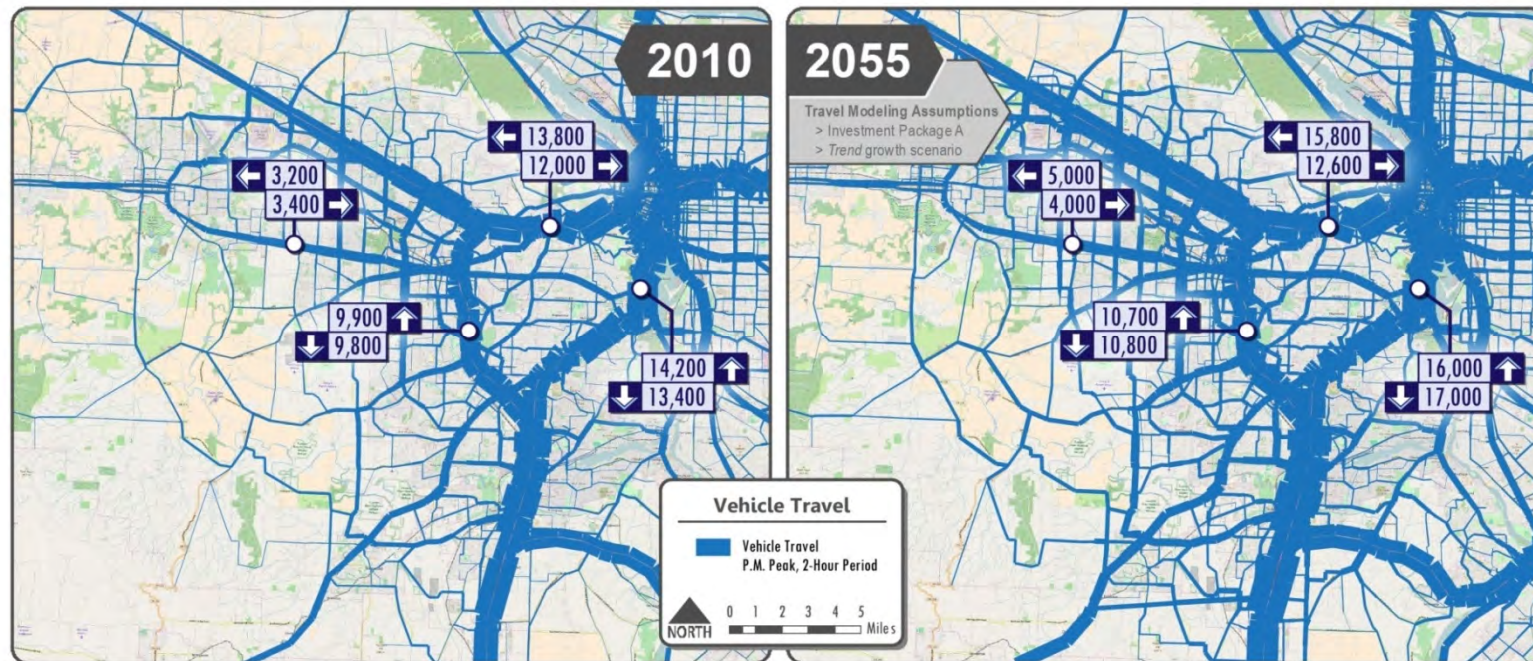 2010
13,800
12,000
3,200
3,400
9,900
9,800
14,200
13,400
2055
Travel Modeling Assumptions
> Investment Package A
> Trend growth scenario
15,800
12,600
5,000
4,000
10,700
10,800
16,000
17,000
Vehicle Travel
Vehicle Travel
P.M. Peak, 2-Hour Period
NORTH
0 1 2 3 4 5
Miles